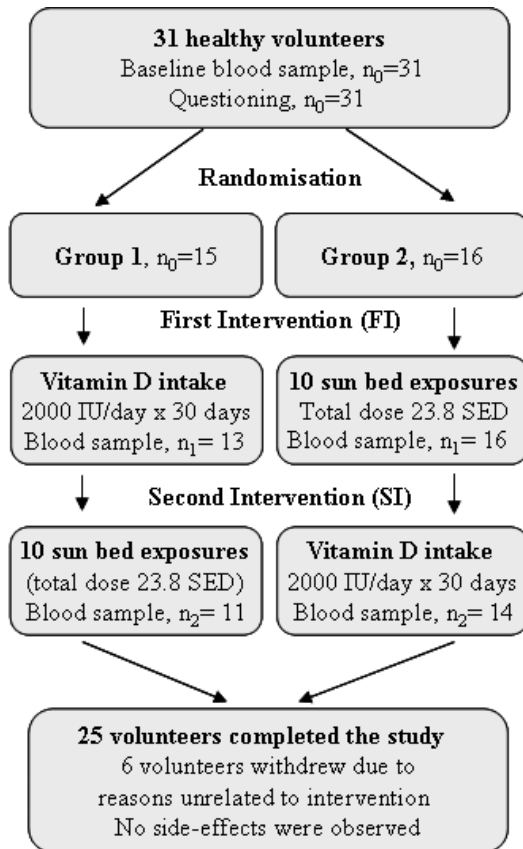 31 healthy volunteers
Baseline blood sample, n0=31
Questioning, n0=31
Randomisation
Group 1, n0=15
Group 2, n0=16
First Intervention (FI)
Vitamin D intake
2000 IU/day x 30 days
Blood sample, n1= 13
10 sun bed exposures
Total dose 23.8 SED
Blood sample, n1= 16
Second Intervention (SI)
10 sun bed exposures
(total dose 23.8 SED)
Blood sample, n2= 11
Vitamin D intake
2000 IU/day x 30 days
Blood sample, n2= 14
25 volunteers completed the study
6 volunteers withdrew due to
reasons unrelated to intervention
No side-effects were observed